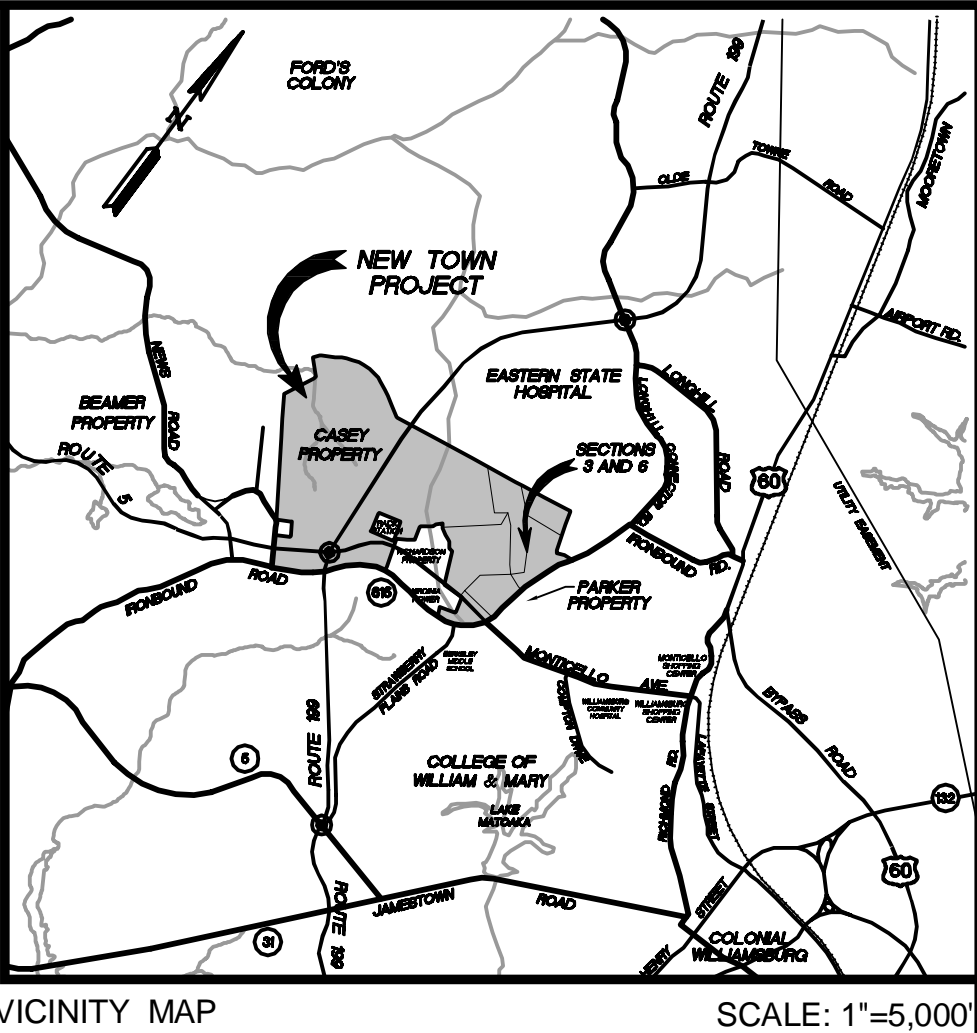 FORD'S
COLONY
N
ROUTE 199
OLDE TOWNE ROAD
MOORETOWN
AIRPORT RD.
NEW TOWN
PROJECT
NEWS ROAD
BEAMER
PROPERTY
ROUTE 5
CASEY
PROPERTY
EASTERN STATE
HOSPITAL
LONGHILL ROAD
LONGHILL CONNECTOR RD.
SECTIONS
3 AND 6
60
UTILITY EASEMENT
STATION
RICHARDSON
PROPERTY
VIRGINIA
POWER
IRONBOUND RD.
IRONBOUND ROAD
615
PARKER
PROPERTY
STRAWBERRY
PLAINS ROAD
BERKELEY
MIDDLE
SCHOOL
MONTICELLO AVE.
MONTICELLO
SHOPPING
CENTER
COMPTON DRIVE
WILLIAMSBURG
COMMUNITY
HOSPITAL
WILLIAMSBURG
SHOPPING
CENTER
ROUTE 199
5
COLLEGE OF
WILLIAM & MARY
LAKE
MATOAKA
RICHMOND RD.
STREET
BYPASS ROAD
132
60
JAMESTOWN ROAD
ROUTE 199
31
HENRY STREET
COLONIAL
WILLIAMSBURG
VICINITY MAP
SCALE: 1"=5,000'